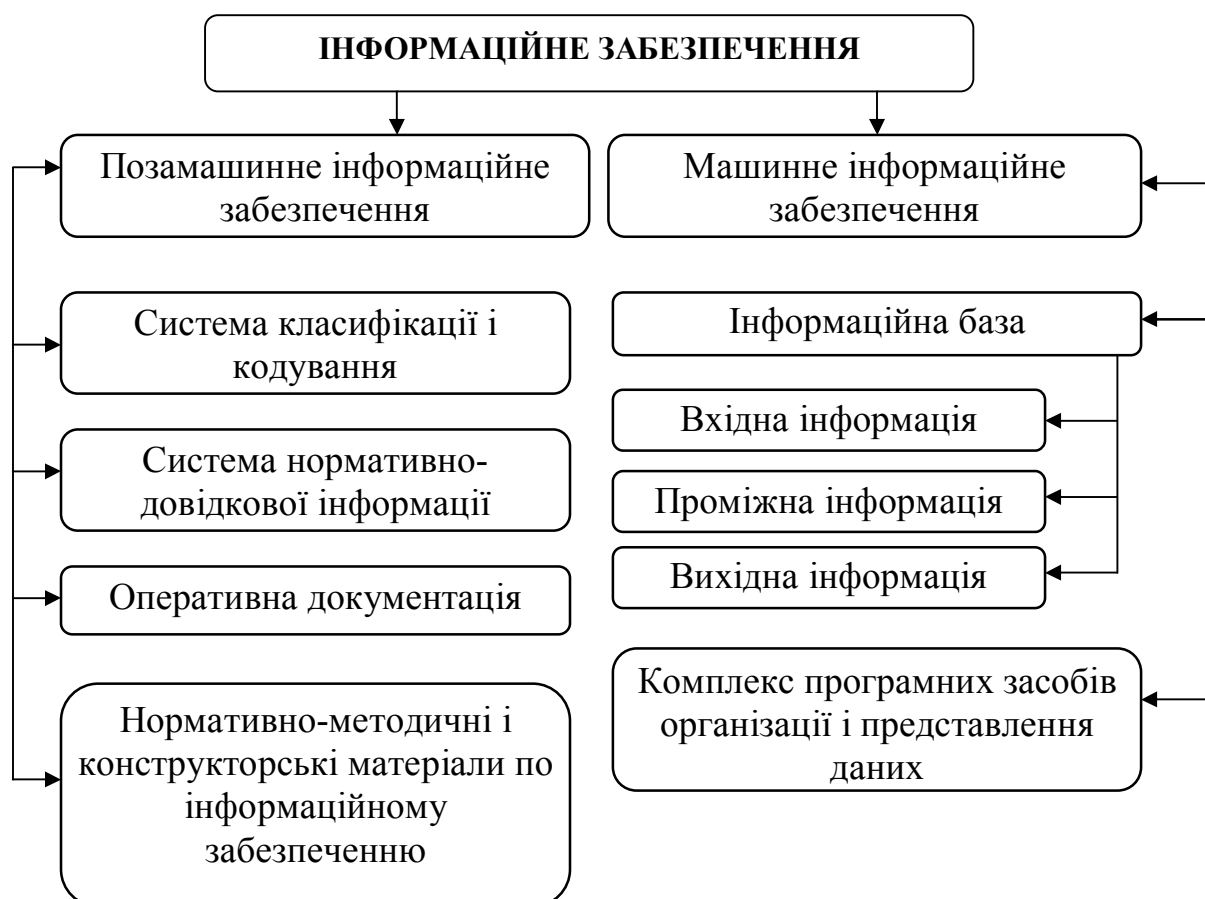 ІНФОРМАЦІЙНЕ ЗАБЕЗПЕЧЕННЯ
Позамашинне інформаційне
забезпечення
Система класифікації і
кодування
Система нормативно-
довідкової інформації
Оперативна документація
Нормативно-методичні і
конструкторські матеріали по
інформаційному
забезпеченню
Машинне інформаційне
забезпечення
Інформаційна база
Вхідна інформація
Проміжна інформація
Вихідна інформація
Комплекс програмних засобів
організації і представлення
даних